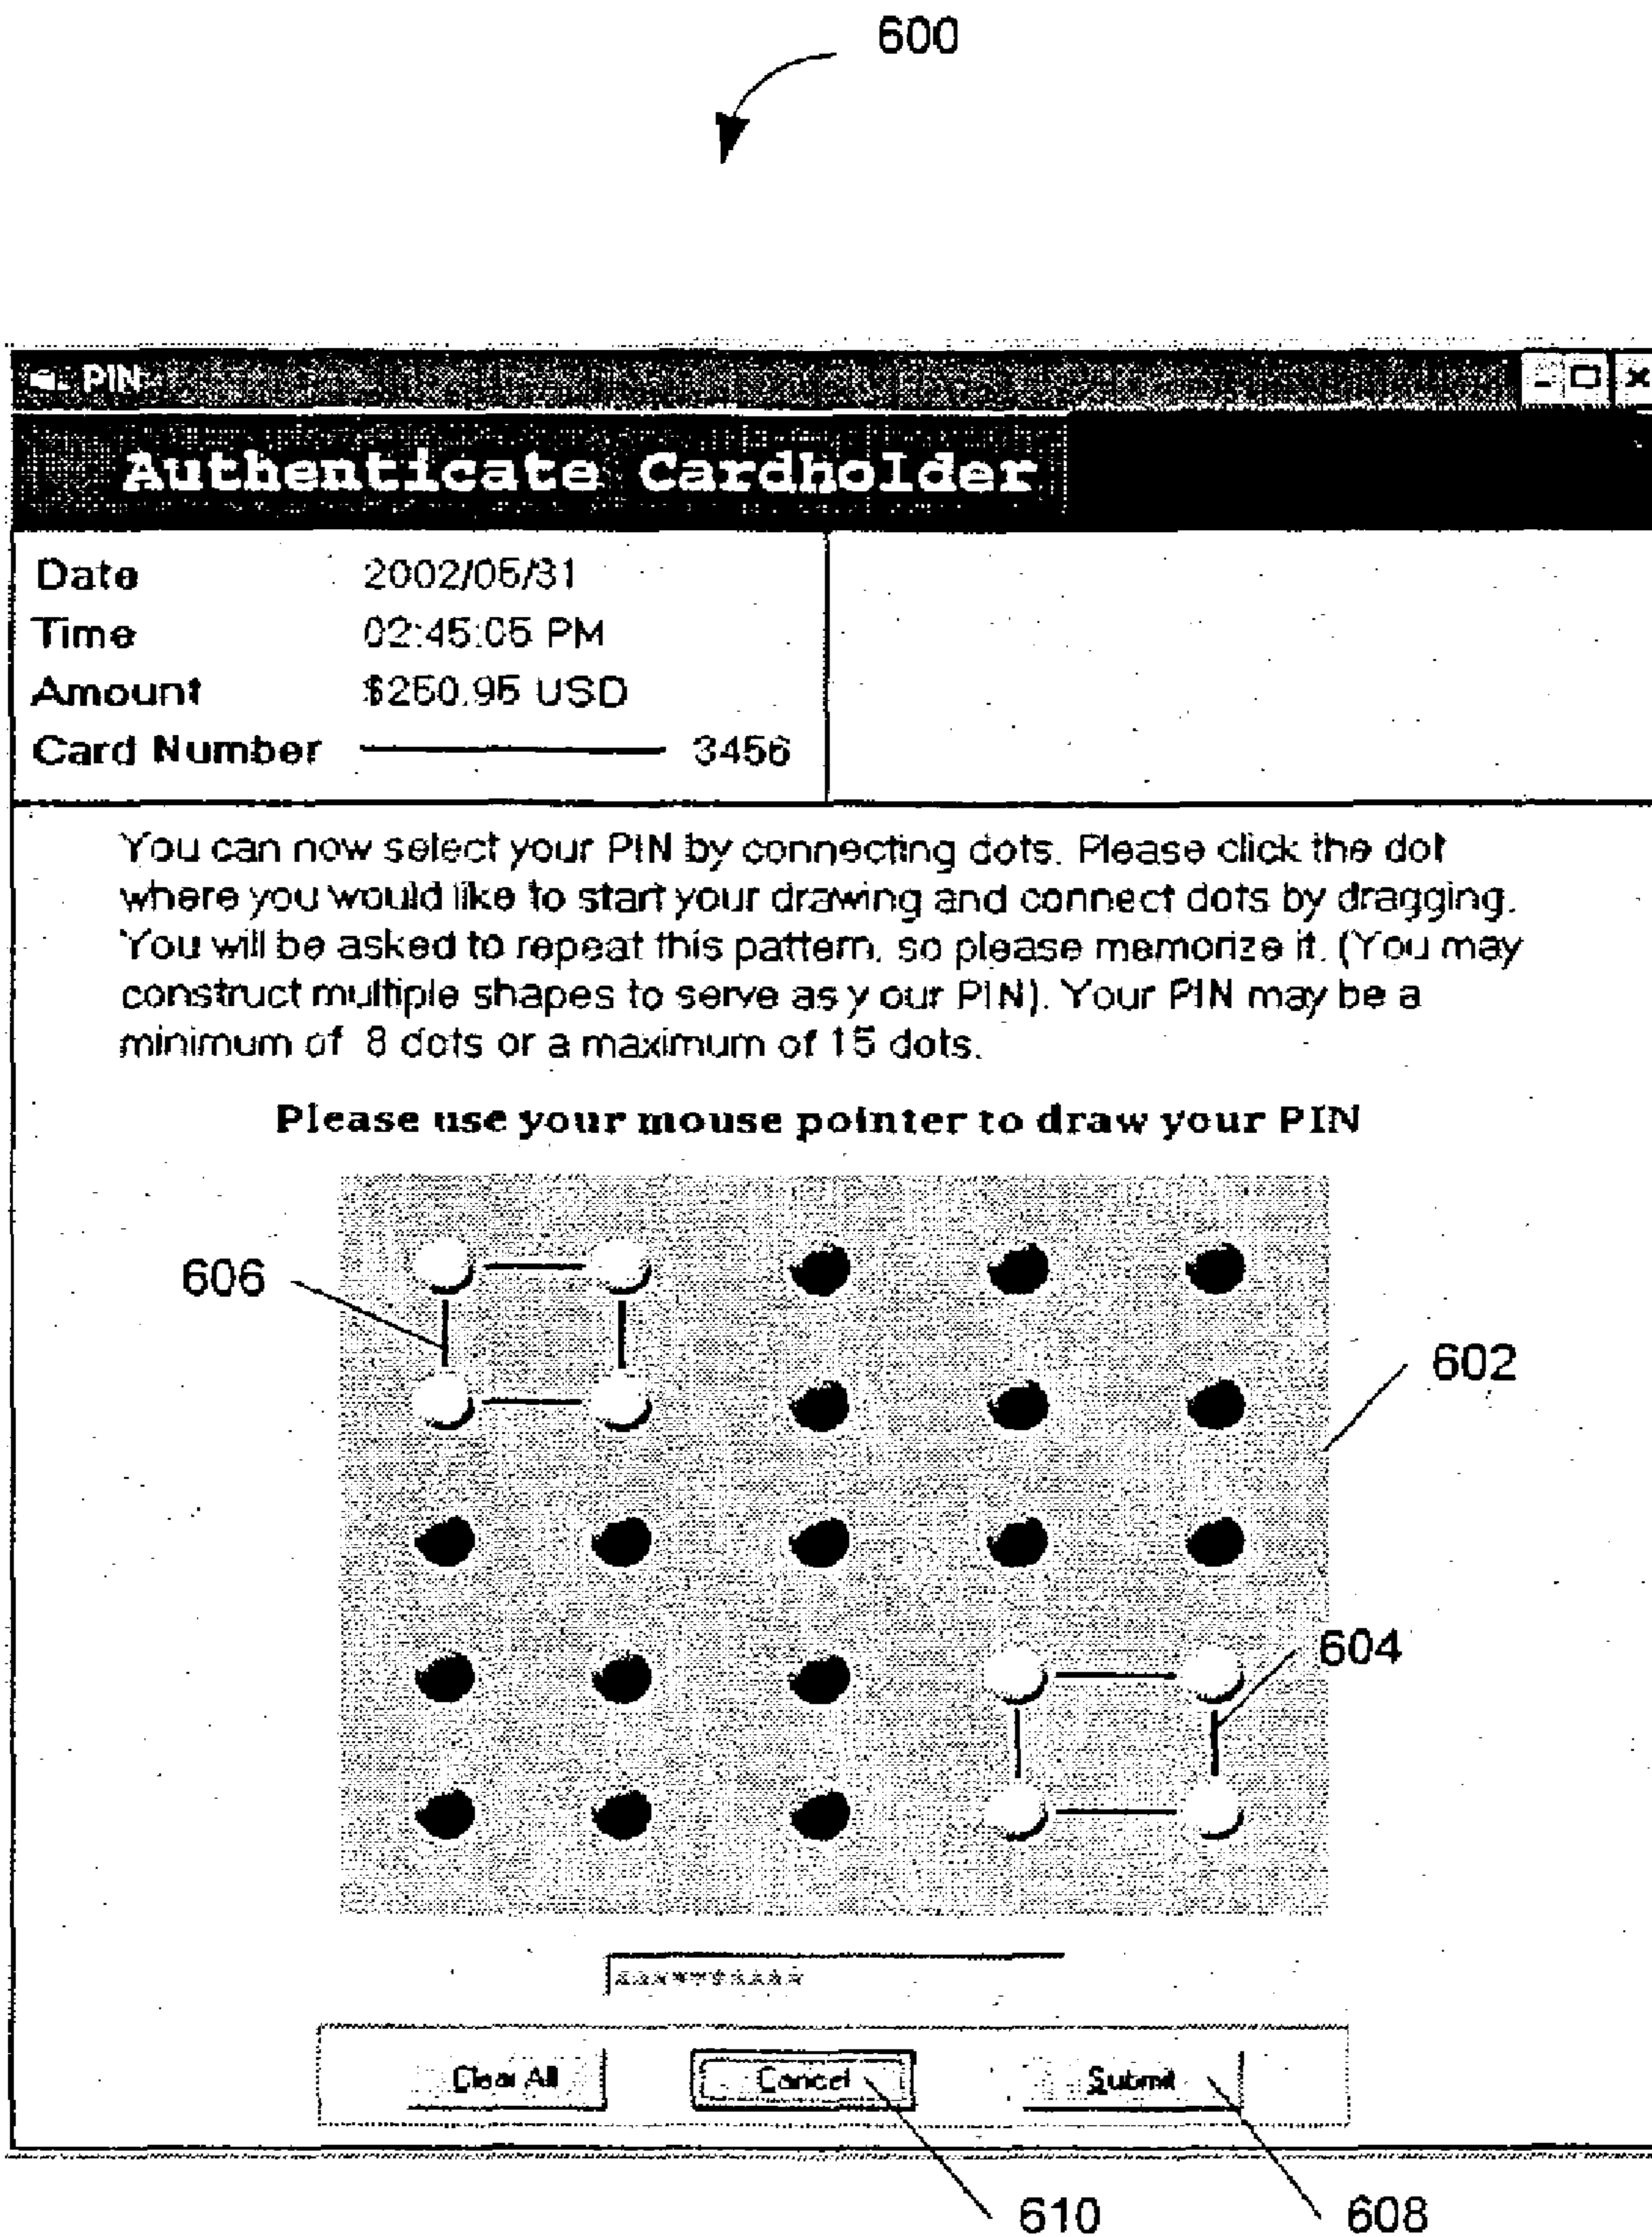 600
PIN
Authenticate Cardholder
Date 2002/05/31
Time 02:45:05 PM
Amount $250.95 USD
Card Number 3456
You can now select your PIN by connecting dots. Please click the dot
where you would like to start your drawing and connect dots by dragging.
You will be asked to repeat this pattern, so please memorize it. (You may
construct multiple shapes to serve as y our PIN). Your PIN may be a
minimum of 8 dots or a maximum of 15 dots.
Please use your mouse pointer to draw your PIN
606
602
604
Clear All Cancel Submit
610 608